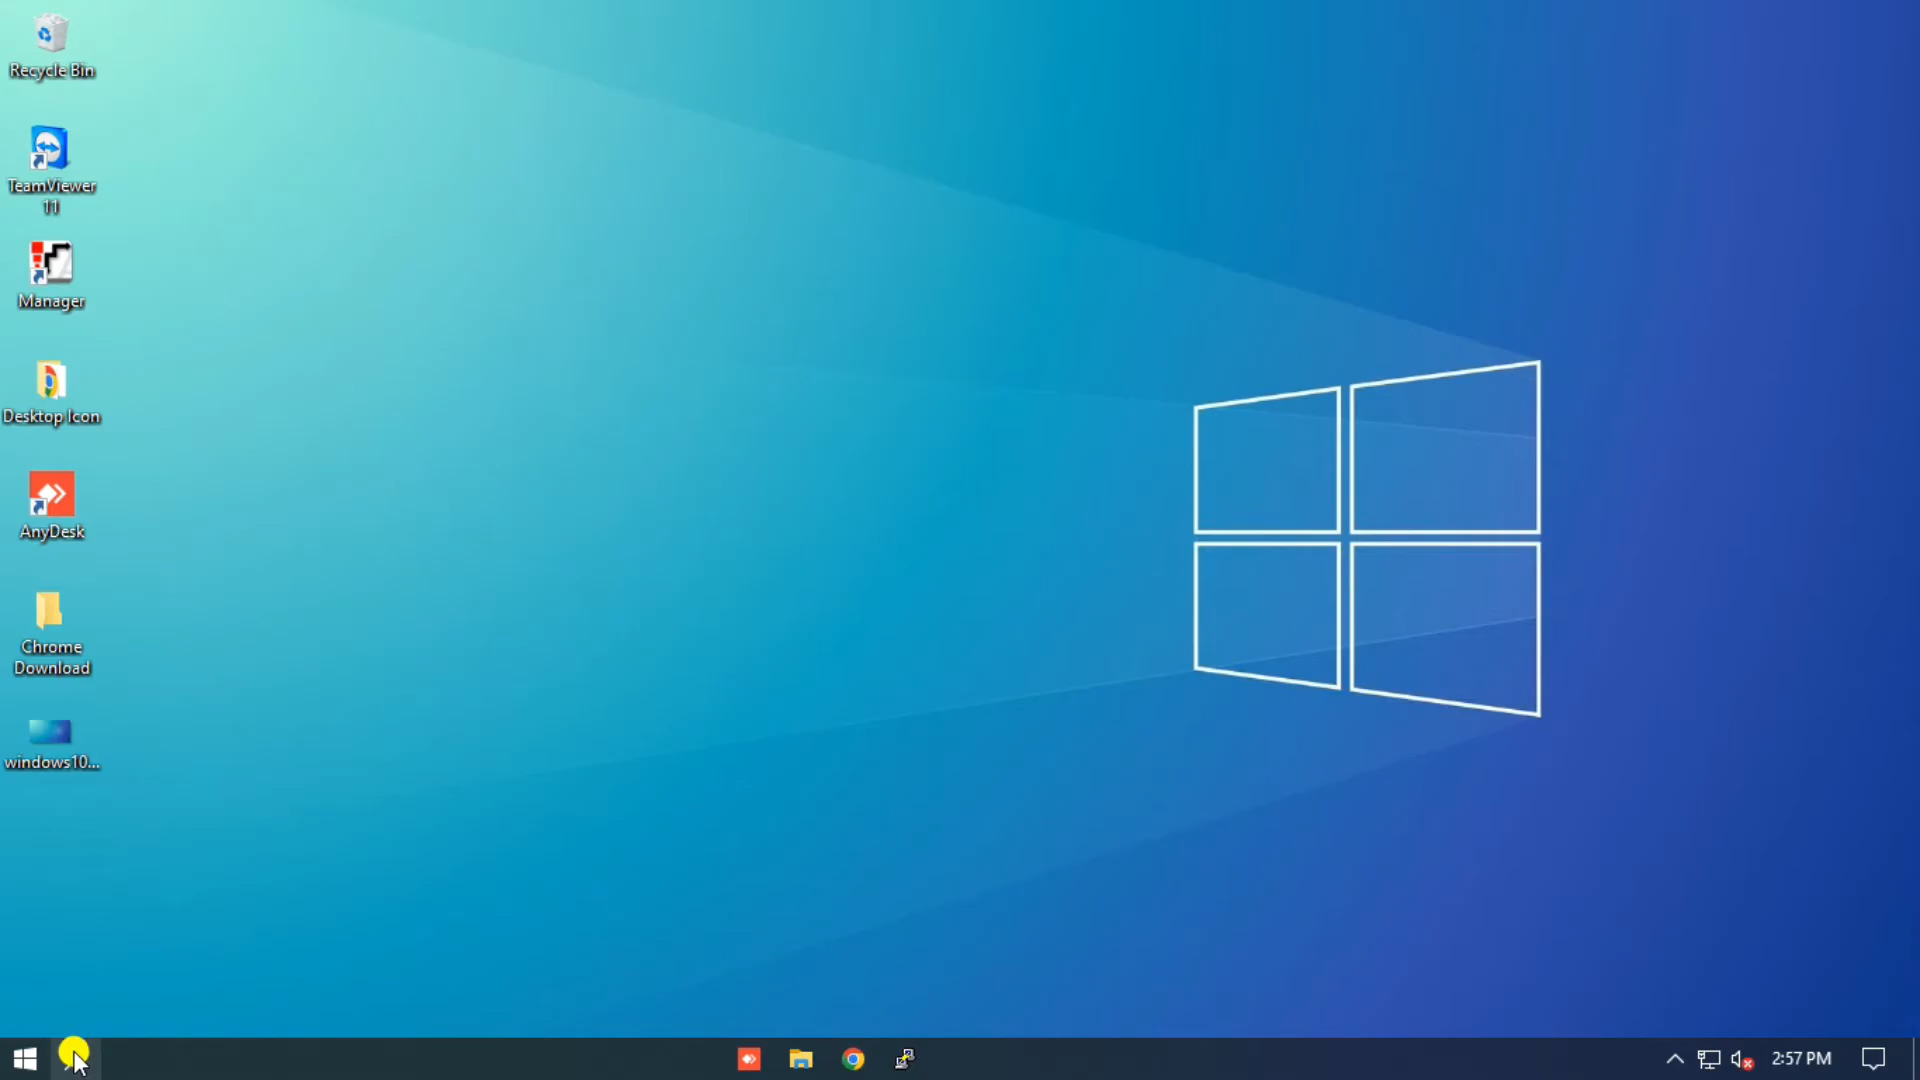 Recycle Bin
TeamViewer
11
Manager
Desktop Icon
AnyDesk
Chrome
Download
windows10...
2:57 PM